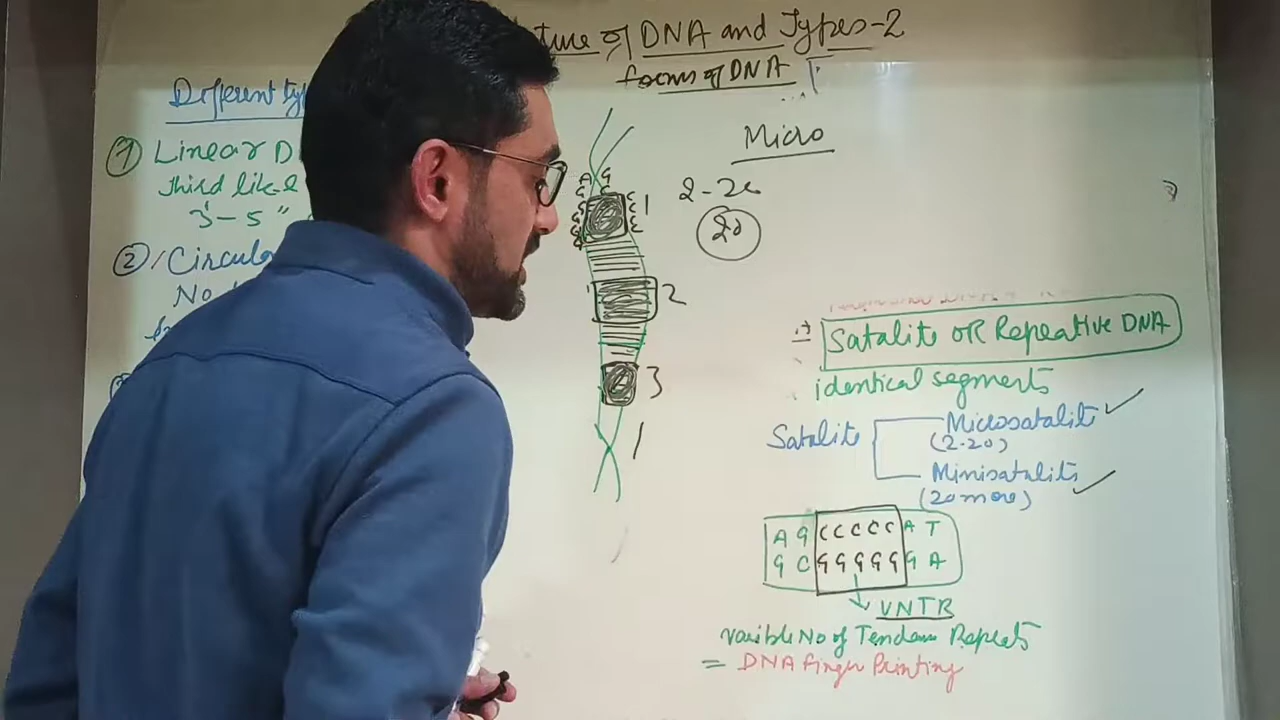 ture of DNA and Types-2
forms of DNA
Different ty
① Linear D
third like
3'-5"
② Circula
No
Micro
2-20
20
A G
1
2
3
1
Satalite OR Repeative DNA
identical segments
Satalite
Microsatalite
(2-20)
Minisatalits
(20 more)
A G C C C C C A T
G C G G G G G G A
VNTR
Varible No of Tendam Repeats
= DNA Finger Printing